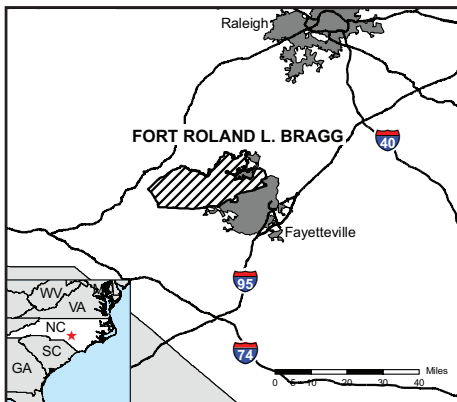 Raleigh
FORT ROLAND L. BRAGG
40
Fayetteville
95
WV
VA
NC
SC
GA
74
Miles
0 5 10 20 30 40